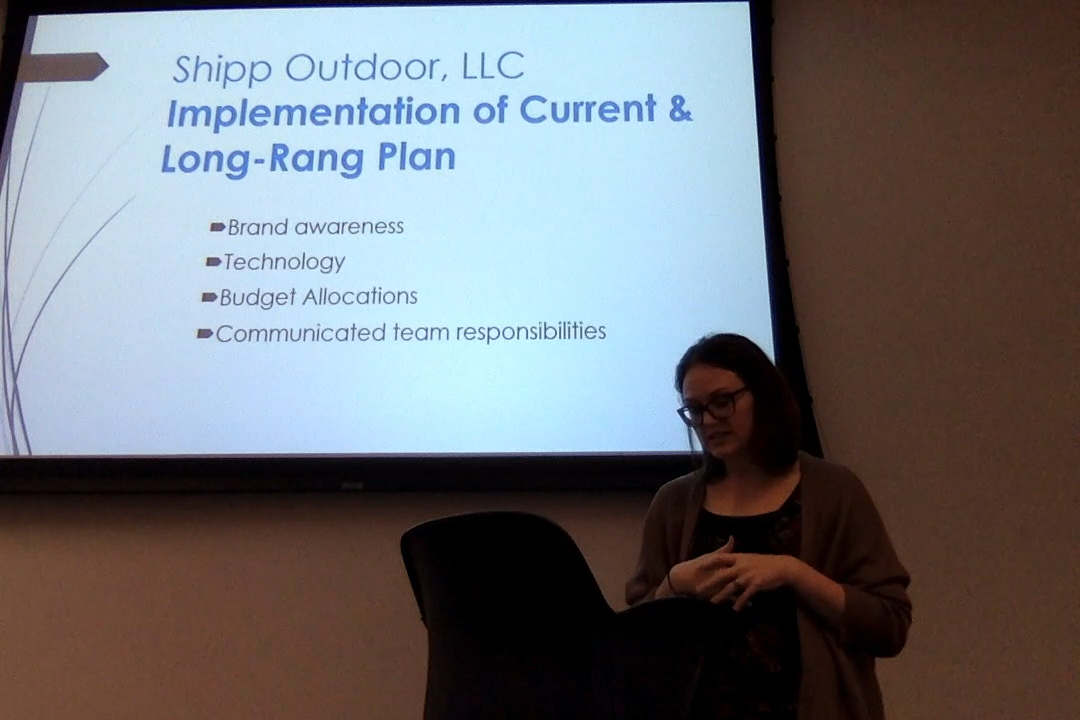 Shipp Outdoor, LLC
Implementation of Current &
Long-Rang Plan
Brand awareness
Technology
Budget Allocations
Communicated team responsibilities